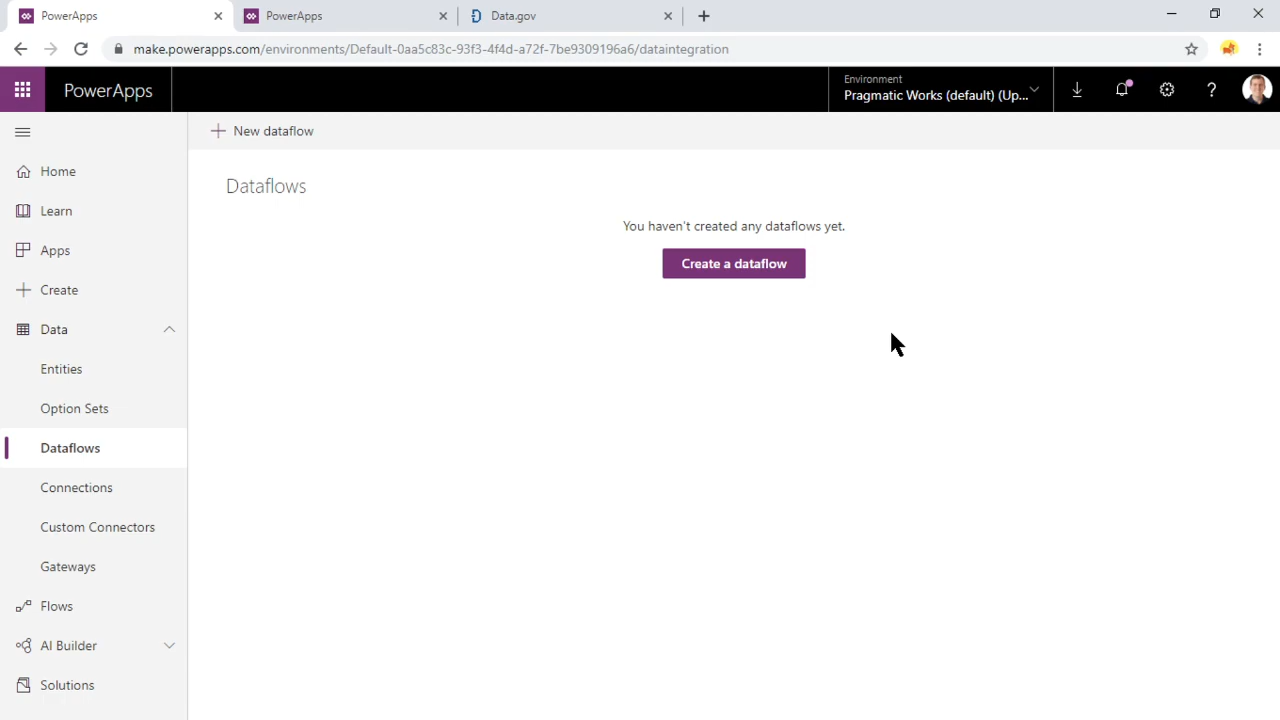 PowerApps
PowerApps
Data.gov
make.powerapps.com/environments/Default-0aa5c83c-93f3-4f4d-a72f-7be9309196a6/dataintegration
PowerApps
Environment
Pragmatic Works (default) (Up...
?
New dataflow
Home
Learn
Apps
Create
Data
Entities
Option Sets
Dataflows
Connections
Custom Connectors
Gateways
Flows
AI Builder
Solutions
Dataflows
You haven't created any dataflows yet.
Create a dataflow